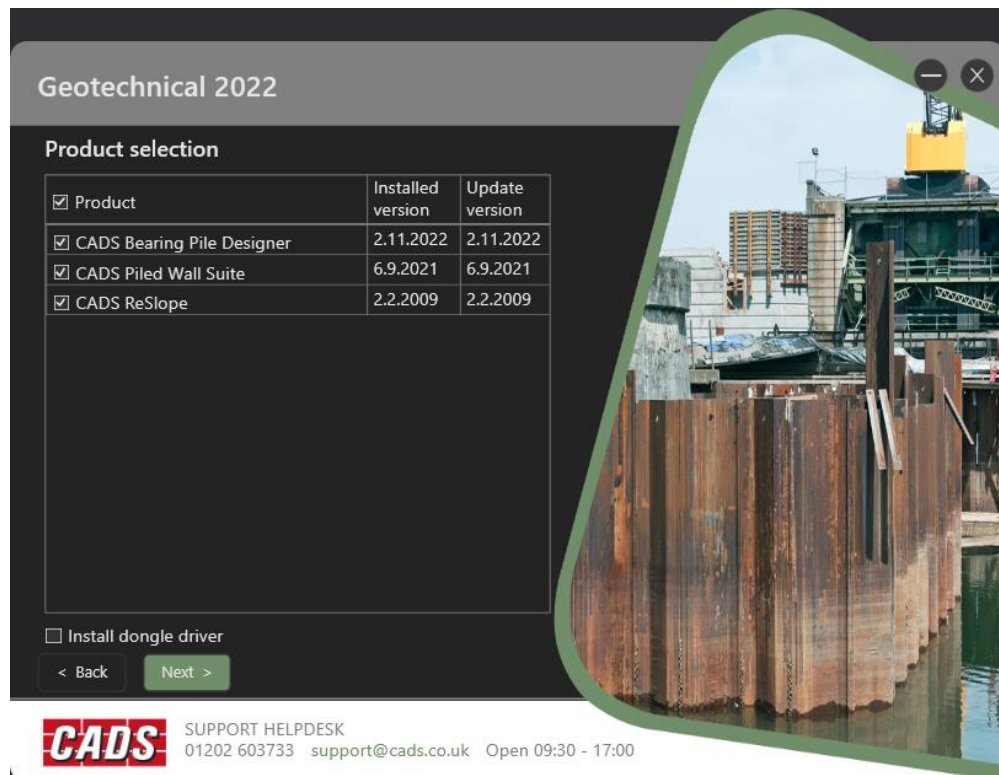 Geotechnical 2022
Product selection
Product Installed version Update version
CADS Bearing Pile Designer 2.11.2022 2.11.2022
CADS Piled Wall Suite 6.9.2021 6.9.2021
CADS ReSlope 2.2.2009 2.2.2009
Install dongle driver
< Back Next >
CADS
SUPPORT HELPDESK
01202 603733 support@cads.co.uk Open 09:30 - 17:00